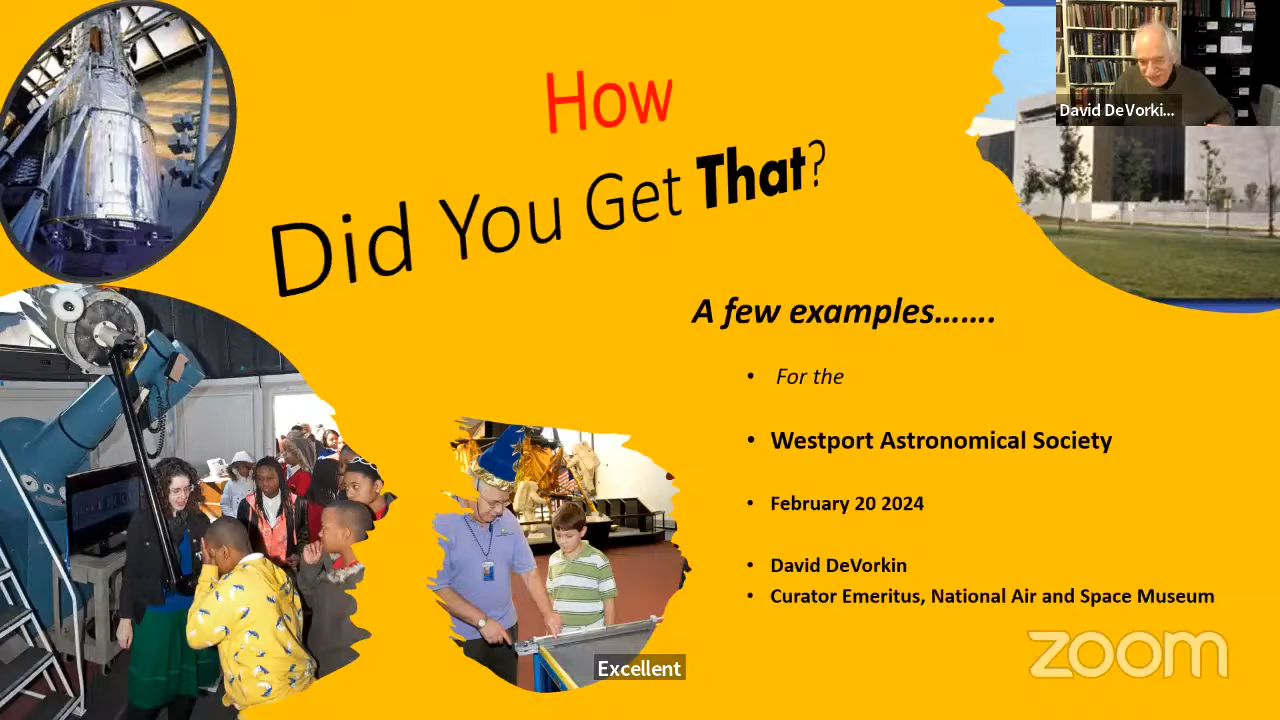 How
Did You Get That?
A few examples.......
• For the
• Westport Astronomical Society
• February 20 2024
• David DeVorkin
• Curator Emeritus, National Air and Space Museum
David DeVorki...
Excellent
zoom